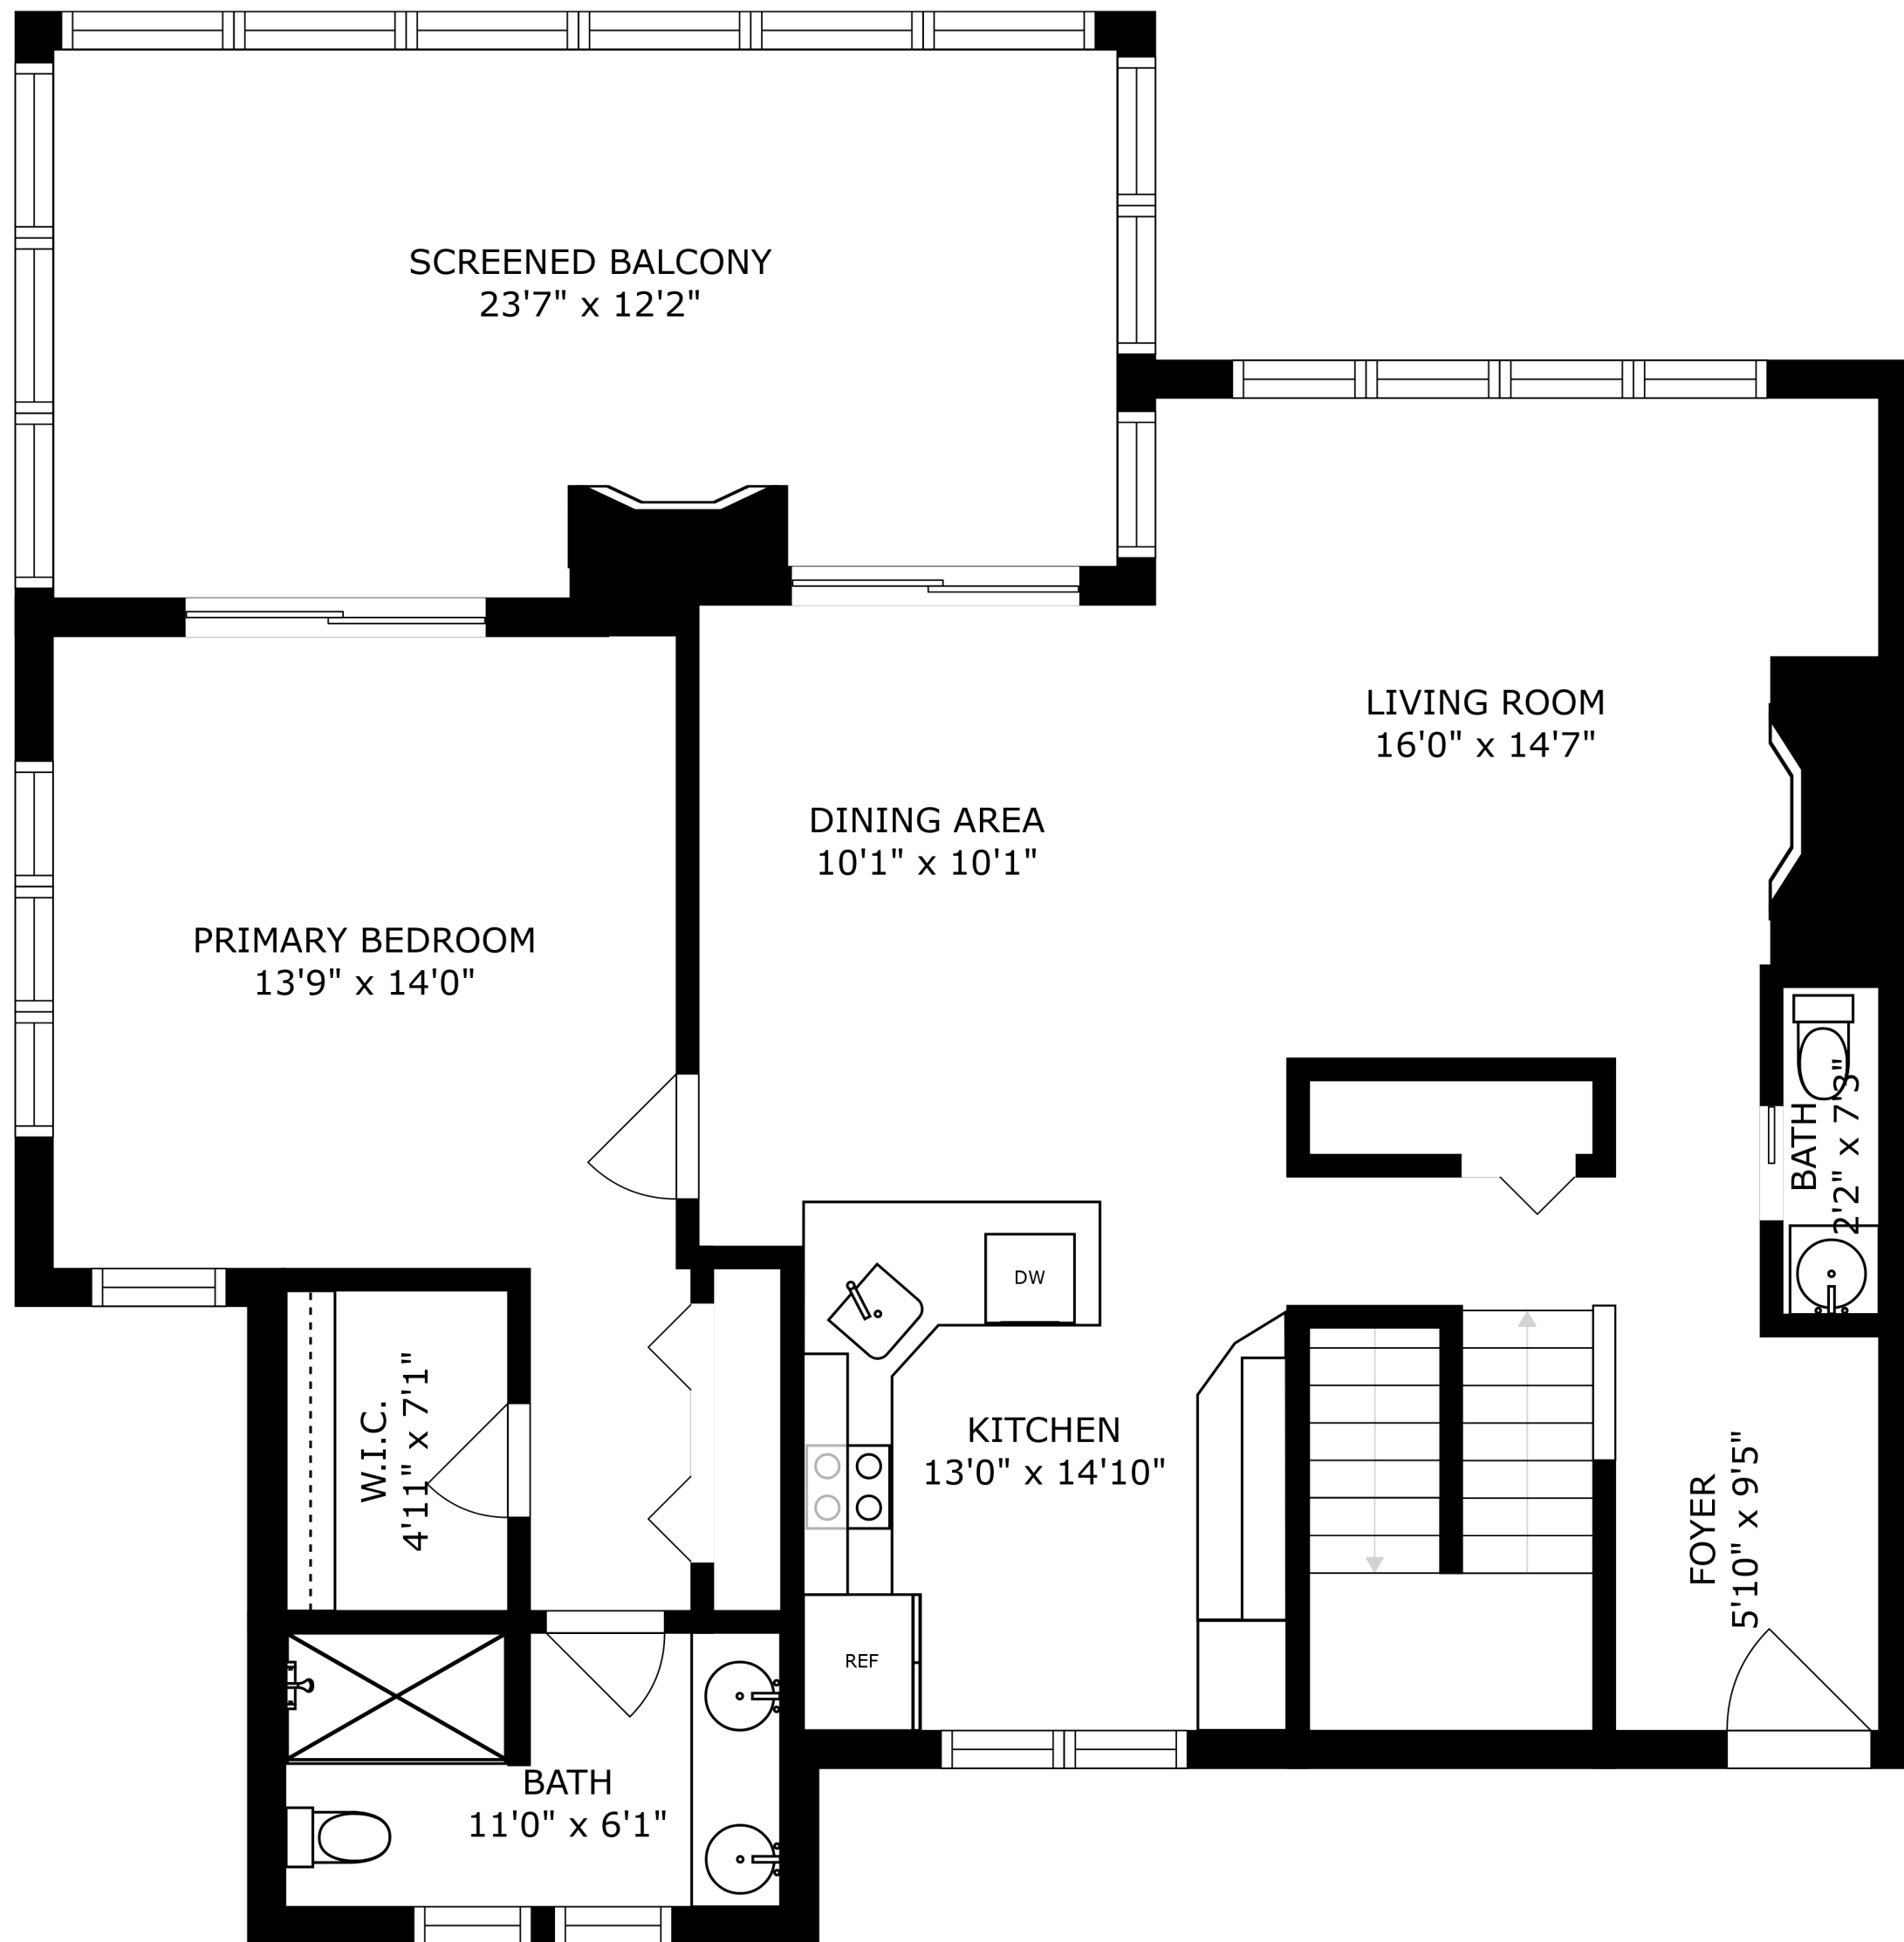 SCREENED BALCONY
23'7" x 12'2"
LIVING ROOM
16'0" x 14'7"
DINING AREA
10'1" x 10'1"
PRIMARY BEDROOM
13'9" x 14'0"
BATH
2'2" x 7'3"
DW
W.I.C.
4'11" x 7'1"
KITCHEN
13'0" x 14'10"
FOYER
5'10" x 9'5"
REF
BATH
11'0" x 6'1"